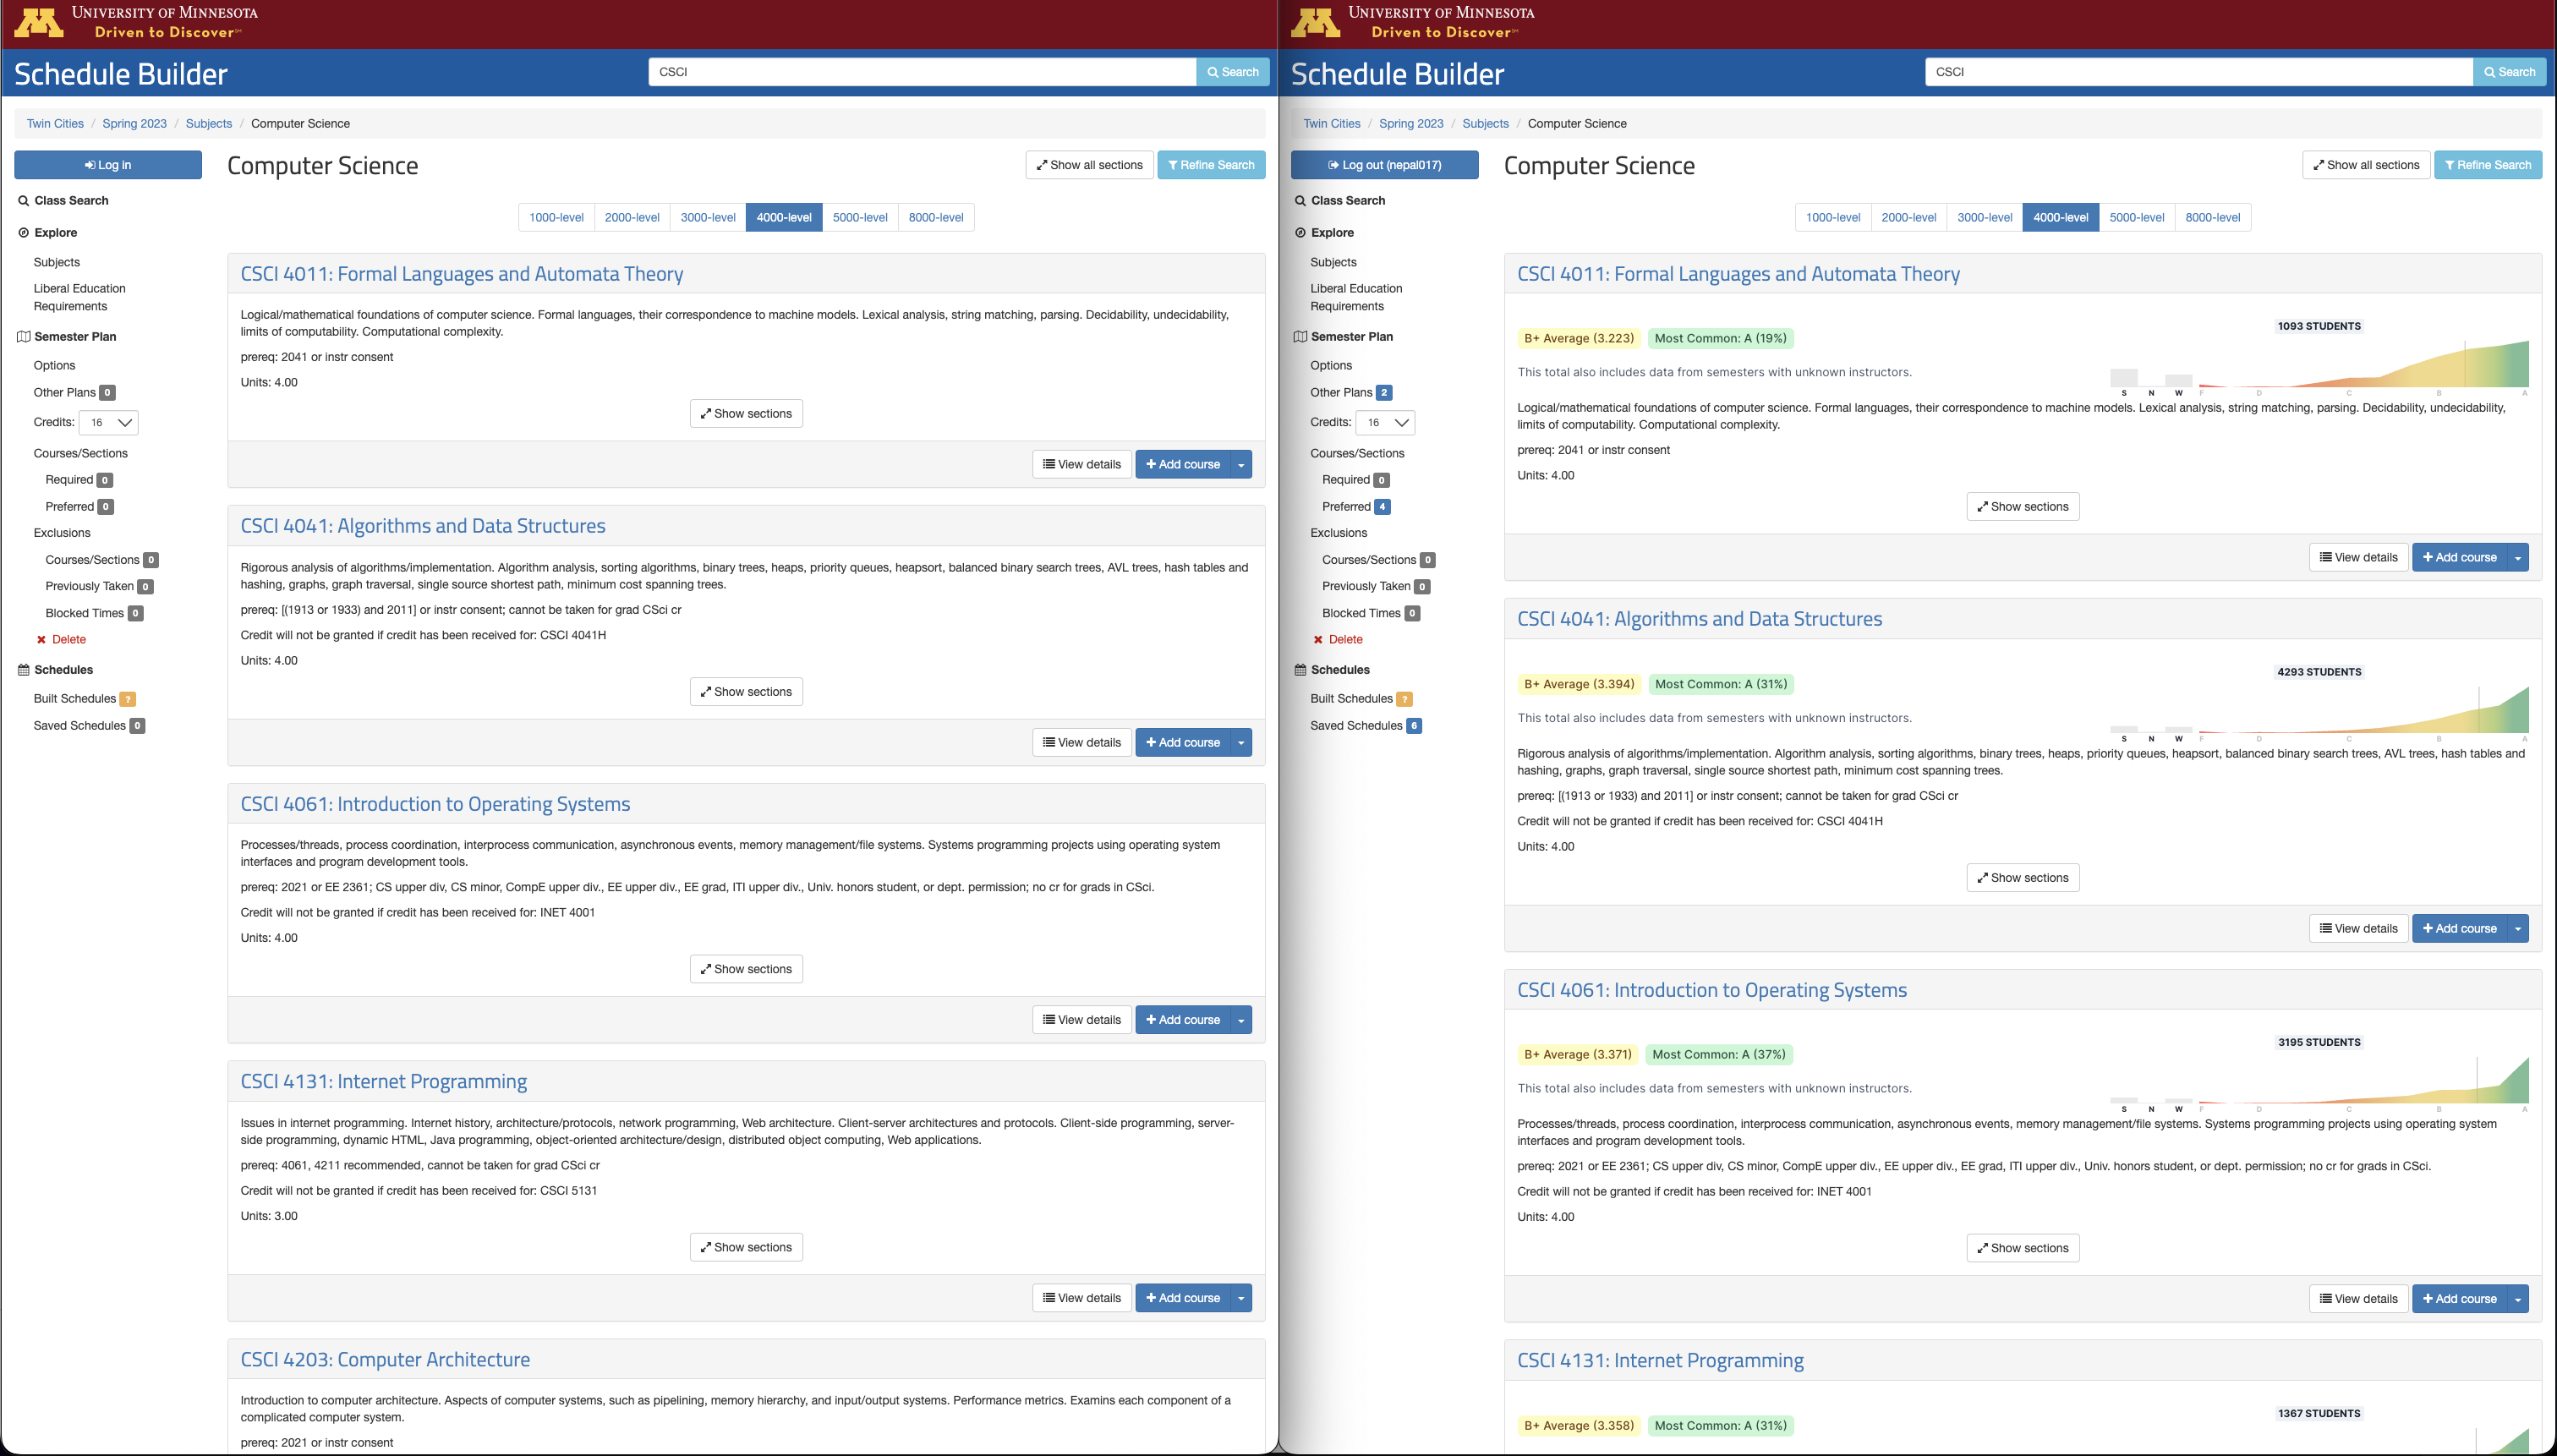 UNIVERSITY OF MINNESOTA
Driven to Discover℠
Schedule Builder
CSCI
Search
Twin Cities / Spring 2023 / Subjects / Computer Science
Log in
Class Search
Explore
Subjects
Liberal Education
Requirements
Semester Plan
Options
Other Plans 0
Credits: 16
Courses/Sections
Required 0
Preferred 0
Exclusions
Courses/Sections 0
Previously Taken 0
Blocked Times 0
Delete
Schedules
Built Schedules ?
Saved Schedules 0
Computer Science
Show all sections
Refine Search
1000-level 2000-level 3000-level 4000-level 5000-level 8000-level
CSCI 4011: Formal Languages and Automata Theory
Logical/mathematical foundations of computer science. Formal languages, their correspondence to machine models. Lexical analysis, string matching, parsing. Decidability, undecidability,
limits of computability. Computational complexity.
prereq: 2041 or instr consent
Units: 4.00
Show sections
View details
Add course
CSCI 4041: Algorithms and Data Structures
Rigorous analysis of algorithms/implementation. Algorithm analysis, sorting algorithms, binary trees, heaps, priority queues, heapsort, balanced binary search trees, AVL trees, hash tables and
hashing, graphs, graph traversal, single source shortest path, minimum cost spanning trees.
prereq: [(1913 or 1933) and 2011] or instr consent; cannot be taken for grad CSci cr
Credit will not be granted if credit has been received for: CSCI 4041H
Units: 4.00
Show sections
View details
Add course
CSCI 4061: Introduction to Operating Systems
Processes/threads, process coordination, interprocess communication, asynchronous events, memory management/file systems. Systems programming projects using operating system
interfaces and program development tools.
prereq: 2021 or EE 2361; CS upper div, CS minor, CompE upper div., EE upper div., EE grad, ITI upper div., Univ. honors student, or dept. permission; no cr for grads in CSci.
Credit will not be granted if credit has been received for: INET 4001
Units: 4.00
Show sections
View details
Add course
CSCI 4131: Internet Programming
Issues in internet programming. Internet history, architecture/protocols, network programming, Web architecture. Client-server architectures and protocols. Client-side programming, server-
side programming, dynamic HTML, Java programming, object-oriented architecture/design, distributed object computing, Web applications.
prereq: 4061, 4211 recommended, cannot be taken for grad CSci cr
Credit will not be granted if credit has been received for: CSCI 5131
Units: 3.00
Show sections
View details
Add course
CSCI 4203: Computer Architecture
Introduction to computer architecture. Aspects of computer systems, such as pipelining, memory hierarchy, and input/output systems. Performance metrics. Examins each component of a
complicated computer system.
prereq: 2021 or instr consent
UNIVERSITY OF MINNESOTA
Driven to Discover℠
Schedule Builder
CSCI
Search
Twin Cities / Spring 2023 / Subjects / Computer Science
Log out (nepal017)
Class Search
Explore
Subjects
Liberal Education
Requirements
Semester Plan
Options
Other Plans 2
Credits: 16
Courses/Sections
Required 0
Preferred 4
Exclusions
Courses/Sections 0
Previously Taken 0
Blocked Times 0
Delete
Schedules
Built Schedules ?
Saved Schedules 6
Computer Science
Show all sections
Refine Search
1000-level 2000-level 3000-level 4000-level 5000-level 8000-level
CSCI 4011: Formal Languages and Automata Theory
1093 STUDENTS
B+ Average (3.223) Most Common: A (19%)
This total also includes data from semesters with unknown instructors.
S N W F D C B A
Logical/mathematical foundations of computer science. Formal languages, their correspondence to machine models. Lexical analysis, string matching, parsing. Decidability, undecidability,
limits of computability. Computational complexity.
prereq: 2041 or instr consent
Units: 4.00
Show sections
View details
Add course
CSCI 4041: Algorithms and Data Structures
4293 STUDENTS
B+ Average (3.394) Most Common: A (31%)
This total also includes data from semesters with unknown instructors.
S N W F D C B A
Rigorous analysis of algorithms/implementation. Algorithm analysis, sorting algorithms, binary trees, heaps, priority queues, heapsort, balanced binary search trees, AVL trees, hash tables and
hashing, graphs, graph traversal, single source shortest path, minimum cost spanning trees.
prereq: [(1913 or 1933) and 2011] or instr consent; cannot be taken for grad CSci cr
Credit will not be granted if credit has been received for: CSCI 4041H
Units: 4.00
Show sections
View details
Add course
CSCI 4061: Introduction to Operating Systems
3195 STUDENTS
B+ Average (3.371) Most Common: A (37%)
This total also includes data from semesters with unknown instructors.
S N W F D C B A
Processes/threads, process coordination, interprocess communication, asynchronous events, memory management/file systems. Systems programming projects using operating system
interfaces and program development tools.
prereq: 2021 or EE 2361; CS upper div, CS minor, CompE upper div., EE upper div., EE grad, ITI upper div., Univ. honors student, or dept. permission; no cr for grads in CSci.
Credit will not be granted if credit has been received for: INET 4001
Units: 4.00
Show sections
View details
Add course
CSCI 4131: Internet Programming
1367 STUDENTS
B+ Average (3.358) Most Common: A (31%)